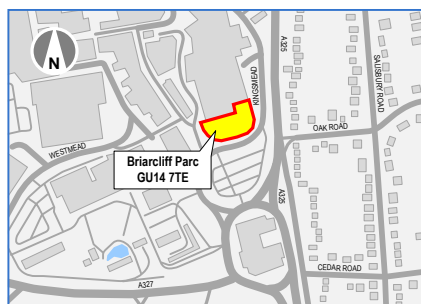 A325
SALISBURY ROAD
N
KINGSMEAD
OAK ROAD
WESTMEAD
Briarcliff Parc
GU14 7TE
A325
CEDAR ROAD
A327